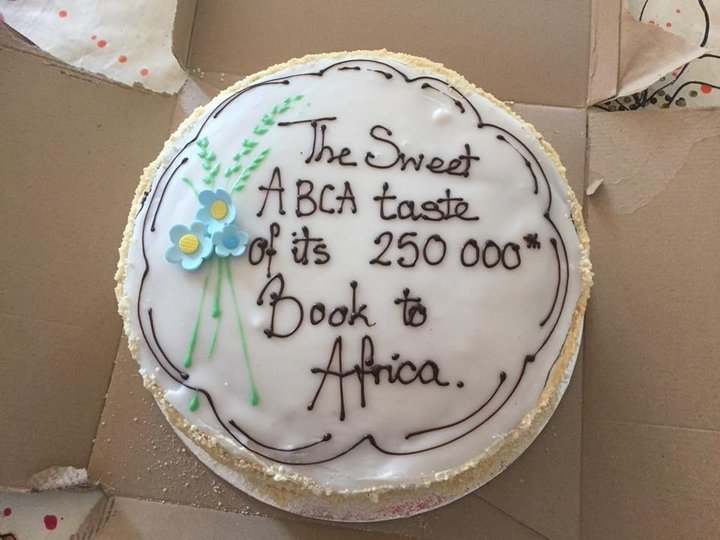 The Sweet
ABCA taste
of its 250 000th
Book to
Africa.